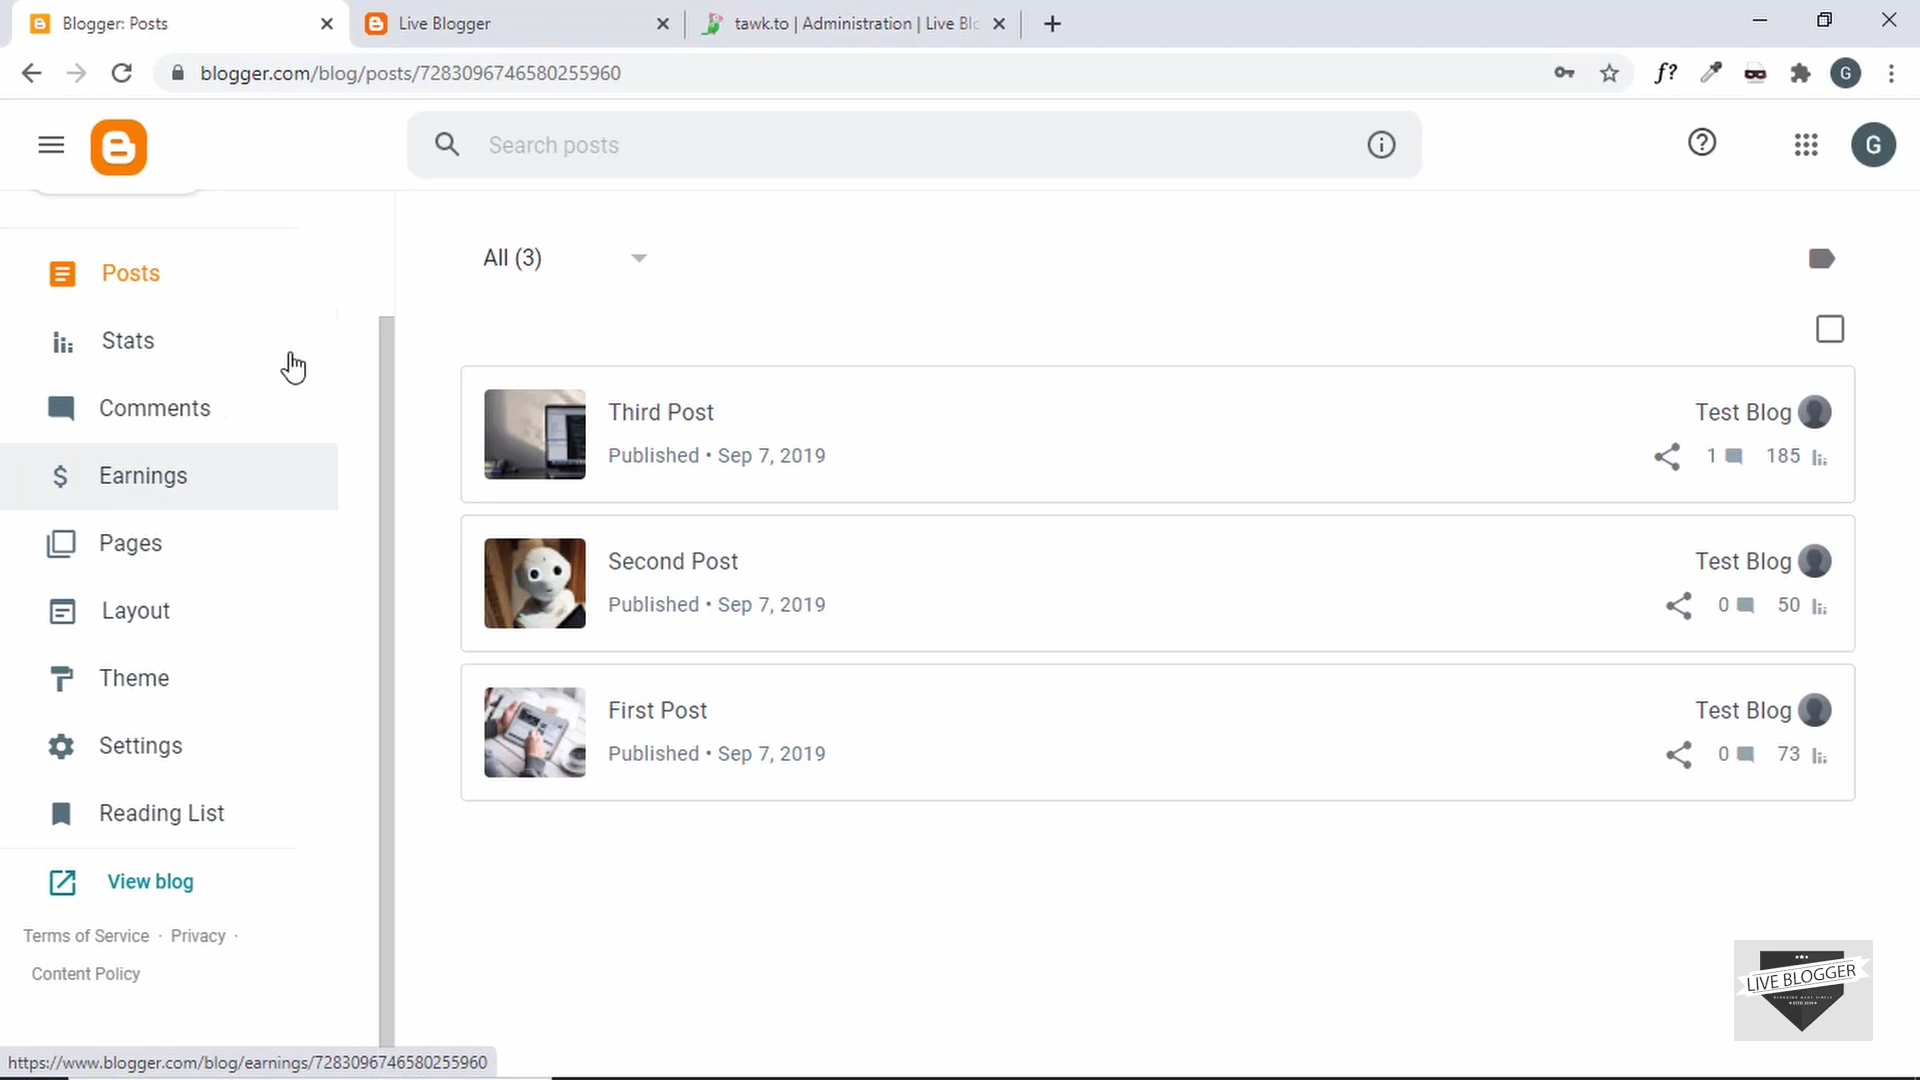 Blogger: Posts
Live Blogger
tawk.to | Administration | Live Blo
blogger.com/blog/posts/7283096746580255960
f?
G
Search posts
G
Posts
Stats
Comments
Earnings
Pages
Layout
Theme
Settings
Reading List
View blog
Terms of Service · Privacy ·
Content Policy
All (3)
Third Post
Published • Sep 7, 2019
Test Blog
1 185
Second Post
Published • Sep 7, 2019
Test Blog
0 50
First Post
Published • Sep 7, 2019
Test Blog
0 73
LIVE BLOGGER
https://www.blogger.com/blog/earnings/7283096746580255960